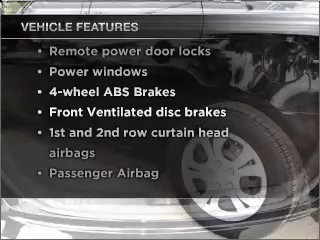 VEHICLE FEATURES
• Remote power door locks
• Power windows
• 4-wheel ABS Brakes
• Front Ventilated disc brakes
• 1st and 2nd row curtain head
airbags
• Passenger Airbag